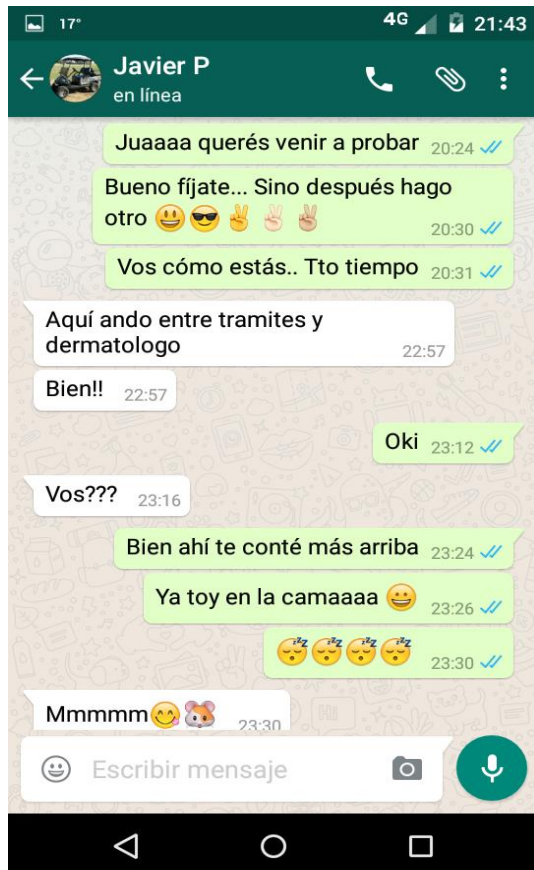 17° 4G 21:43
Javier P
en línea
Juaaaa querés venir a probar 20:24
Bueno fíjate... Sino después hago
otro 😃😎✌️✌🏻✌🏽 20:30
Vos cómo estás.. Tto tiempo 20:31
Aquí ando entre tramites y
dermatologo 22:57
Bien!! 22:57
Oki 23:12
Vos??? 23:16
Bien ahí te conté más arriba 23:24
Ya toy en la camaaaa 😀 23:26
😴😴😴😴 23:30
Mmmmm😋🐹 23:30
Escribir mensaje